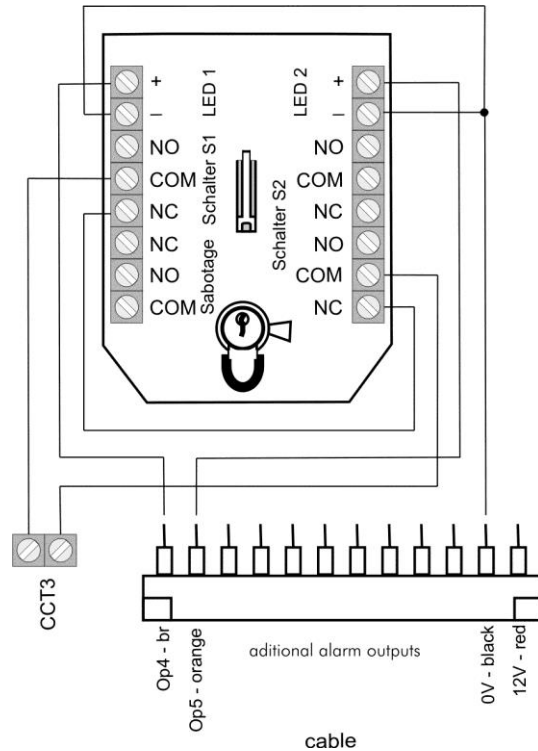 +
LED 1
LED 2
+
–
–
NO
Schalter S1
NO
COM
COM
NC
Schalter S2
NC
NC
Sabotage
NO
NO
COM
COM
NC
CCT3
Op4 - br
Op5 - orange
aditional alarm outputs
0V - black
12V - red
cable